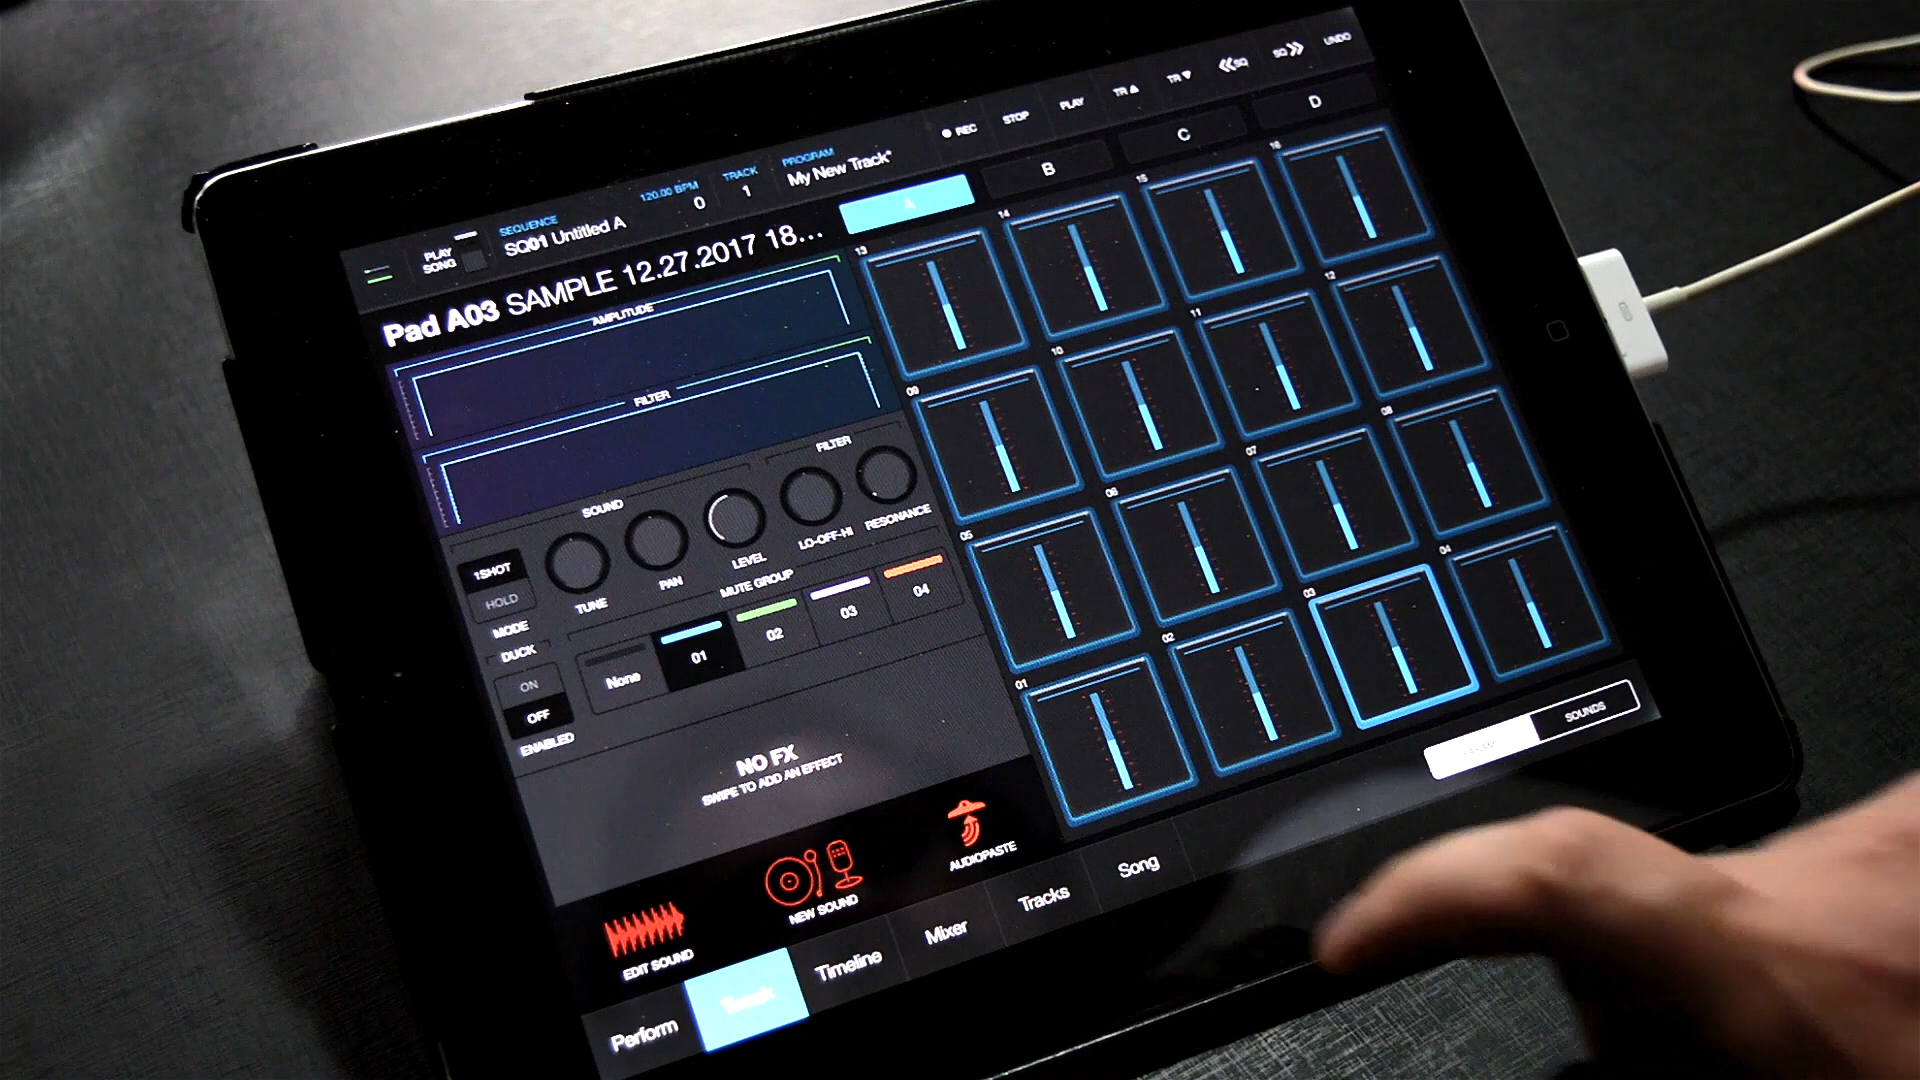 PLAY
SONG
SEQUENCE
SQ01 Untitled A
120.00 BPM
0
TRACK
1
PROGRAM
My New Track*
REC
STOP
PLAY
TR
TR
SQ
SQ
UNDO
Pad A03 SAMPLE 12.27.2017 18...
A
B
C
D
AMPLITUDE
FILTER
SOUND
FILTER
1SHOT
HOLD
MODE
TUNE
PAN
LEVEL
LO-OFF-HI
RESONANCE
DUCK
ON
OFF
ENABLED
MUTE GROUP
None
01
02
03
04
NO FX
SWIPE TO ADD AN EFFECT
EDIT SOUND
NEW SOUND
AUDIOPASTE
13
14
15
16
09
10
11
12
05
06
07
08
01
02
03
04
SOUNDS
Perform
Track
Timeline
Mixer
Tracks
Song